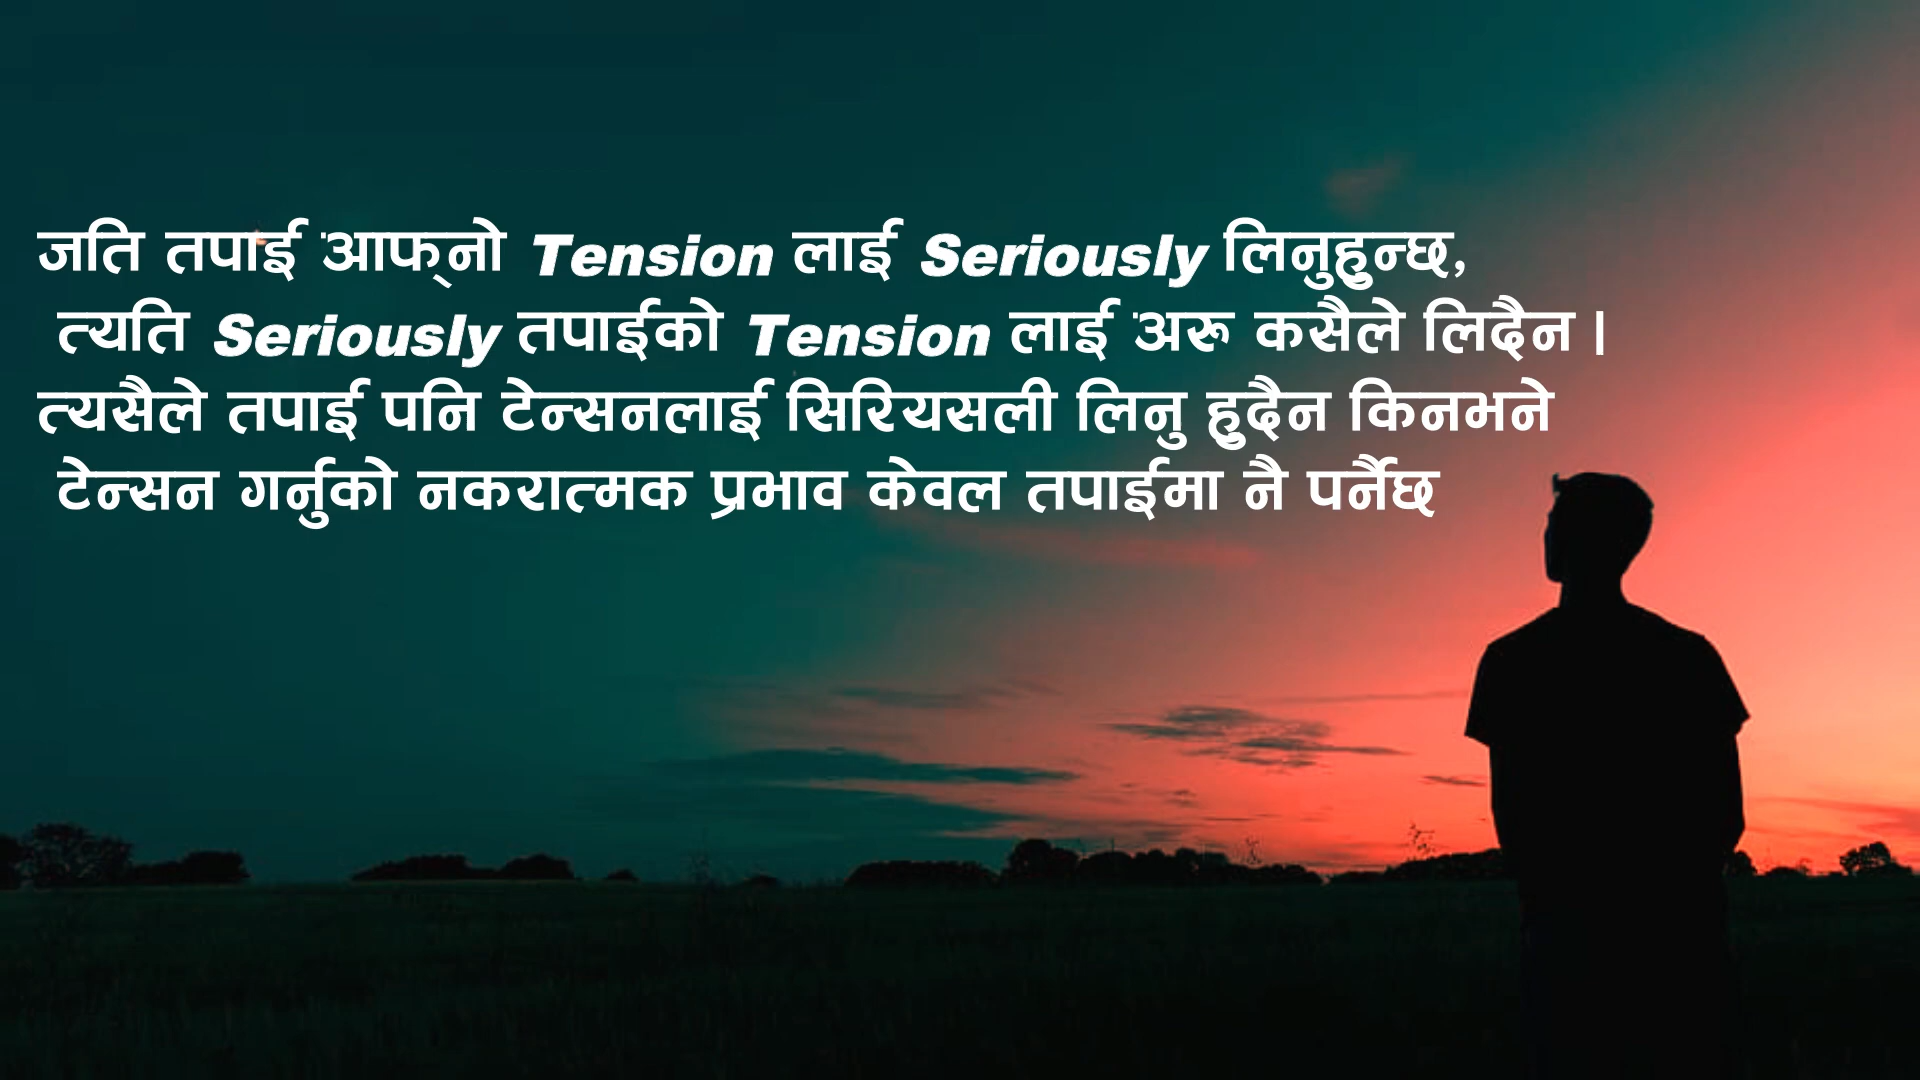 जति तपाई आफ्‌नो Tension लाई Seriously लिनुहुन्छ,
त्यति Seriously तपाईको Tension लाई अरू कसैले लिदैन |
त्यसैले तपाई पनि टेन्सनलाई सिरियसली लिनु हुदैन किनभने
टेन्सन गर्नुको नकरात्मक प्रभाव केवल तपाईमा नै पर्नैछ